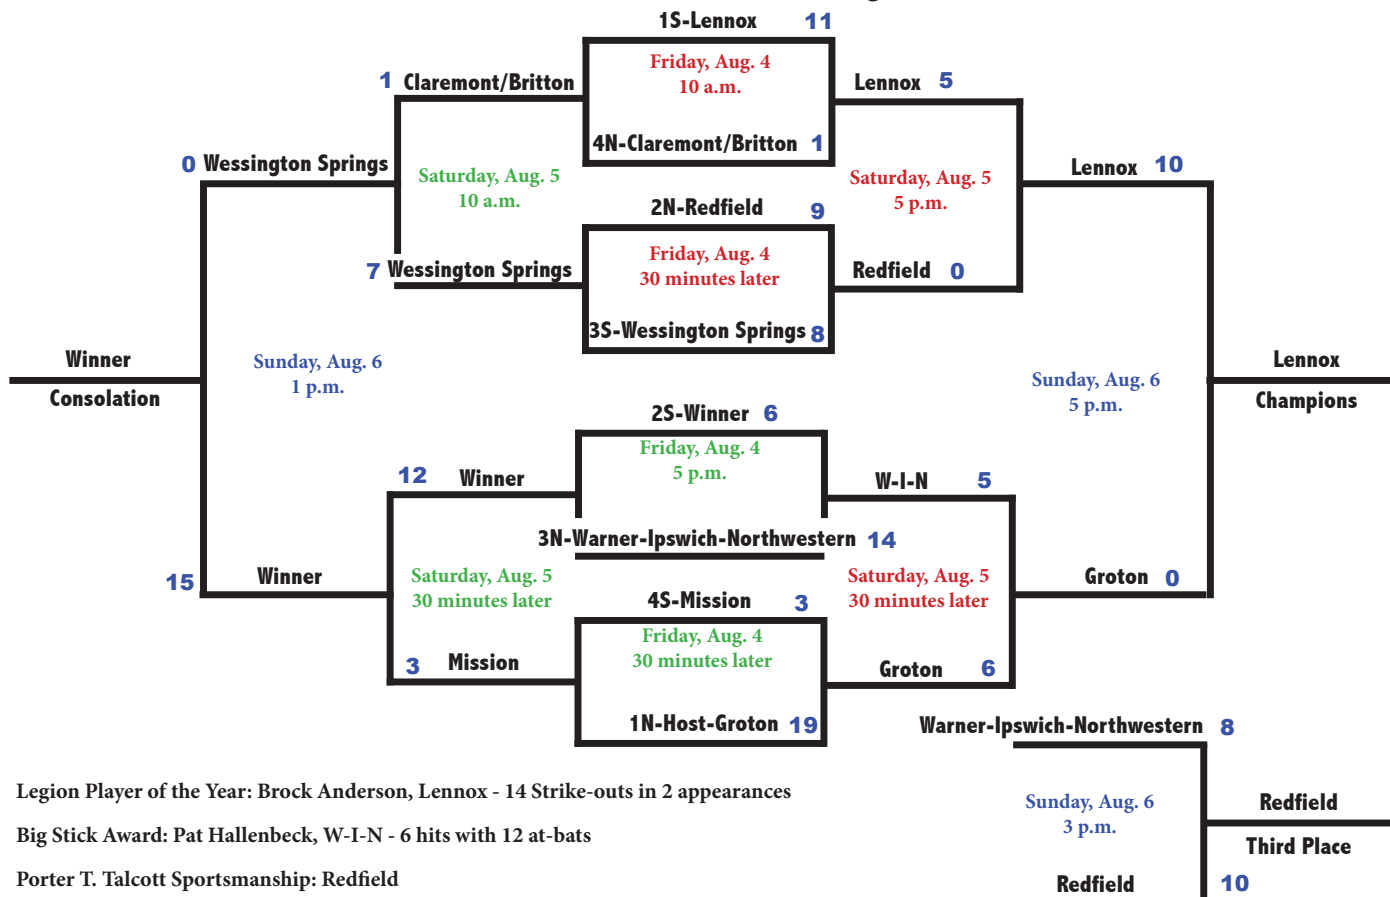 1S-Lennox 11
Friday, Aug. 4
10 a.m.
4N-Claremont/Britton 1
1 Claremont/Britton
Lennox 5
0 Wessington Springs
Saturday, Aug. 5
10 a.m.
Saturday, Aug. 5
5 p.m.
Lennox 10
2N-Redfield 9
Friday, Aug. 4
30 minutes later
3S-Wessington Springs 8
7 Wessington Springs
Redfield 0
Winner
Consolation
Sunday, Aug. 6
1 p.m.
Sunday, Aug. 6
5 p.m.
Lennox
Champions
2S-Winner 6
Friday, Aug. 4
5 p.m.
3N-Warner-Ipswich-Northwestern 14
12 Winner
W-I-N 5
15 Winner
Saturday, Aug. 5
30 minutes later
Saturday, Aug. 5
30 minutes later
Groton 0
4S-Mission 3
Friday, Aug. 4
30 minutes later
1N-Host-Groton 19
3 Mission
Groton 6
Warner-Ipswich-Northwestern 8
Sunday, Aug. 6
3 p.m.
Redfield
Third Place
Redfield 10
Legion Player of the Year: Brock Anderson, Lennox - 14 Strike-outs in 2 appearances
Big Stick Award: Pat Hallenbeck, W-I-N - 6 hits with 12 at-bats
Porter T. Talcott Sportsmanship: Redfield